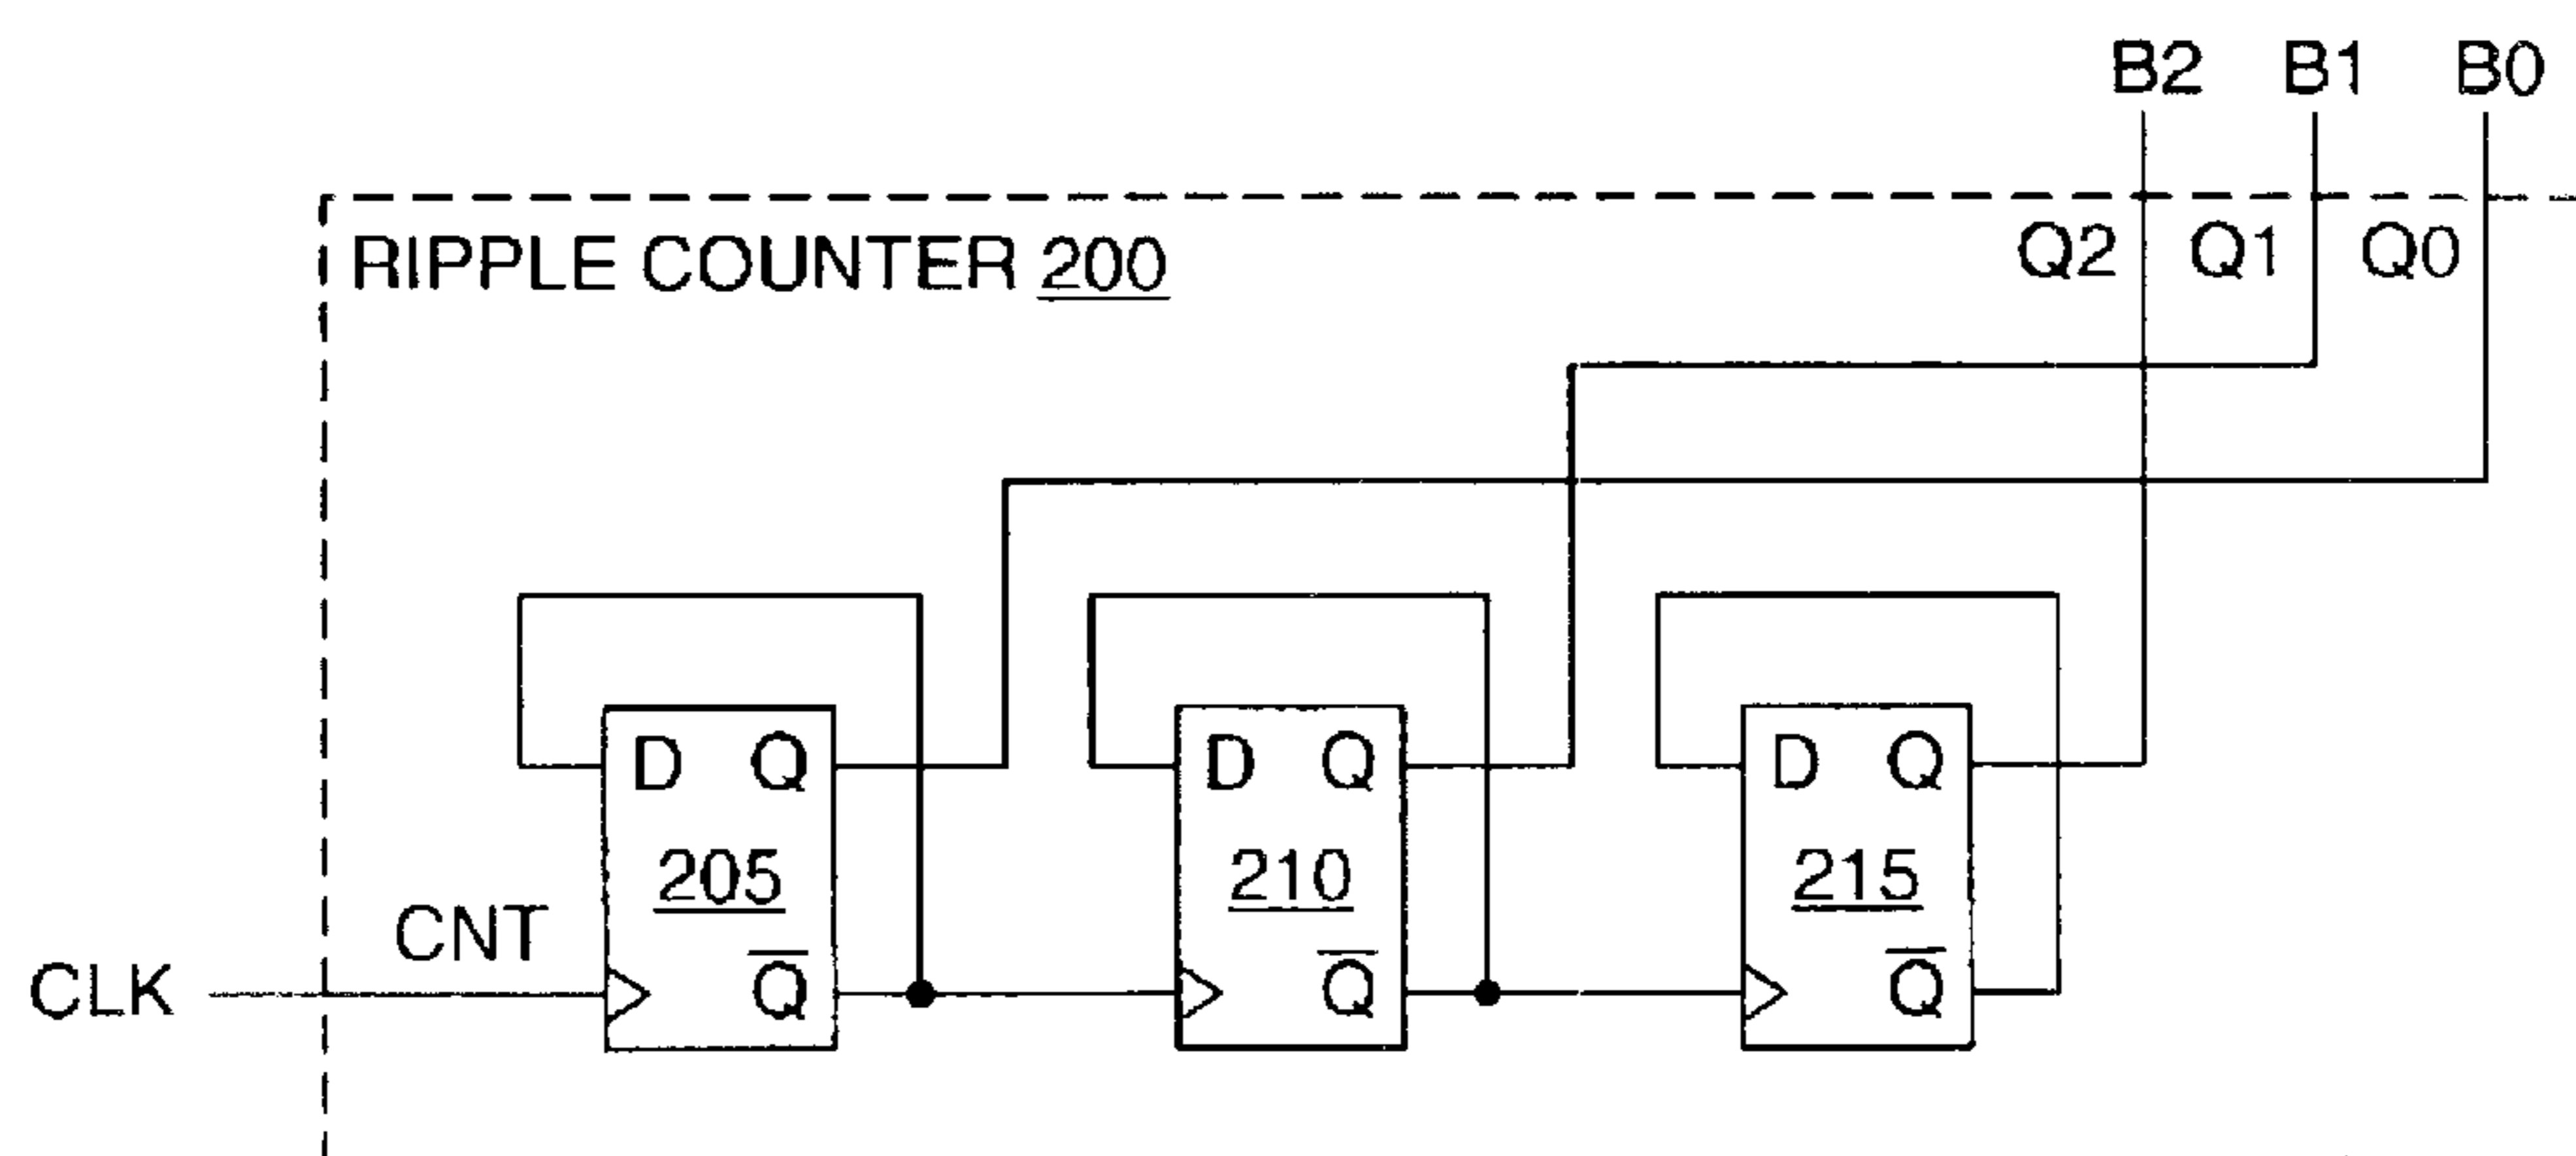 B2 B1 B0
RIPPLE COUNTER 200
Q2 Q1 Q0
D Q
205
Q̅
D Q
210
Q̅
D Q
215
Q̅
CNT
CLK